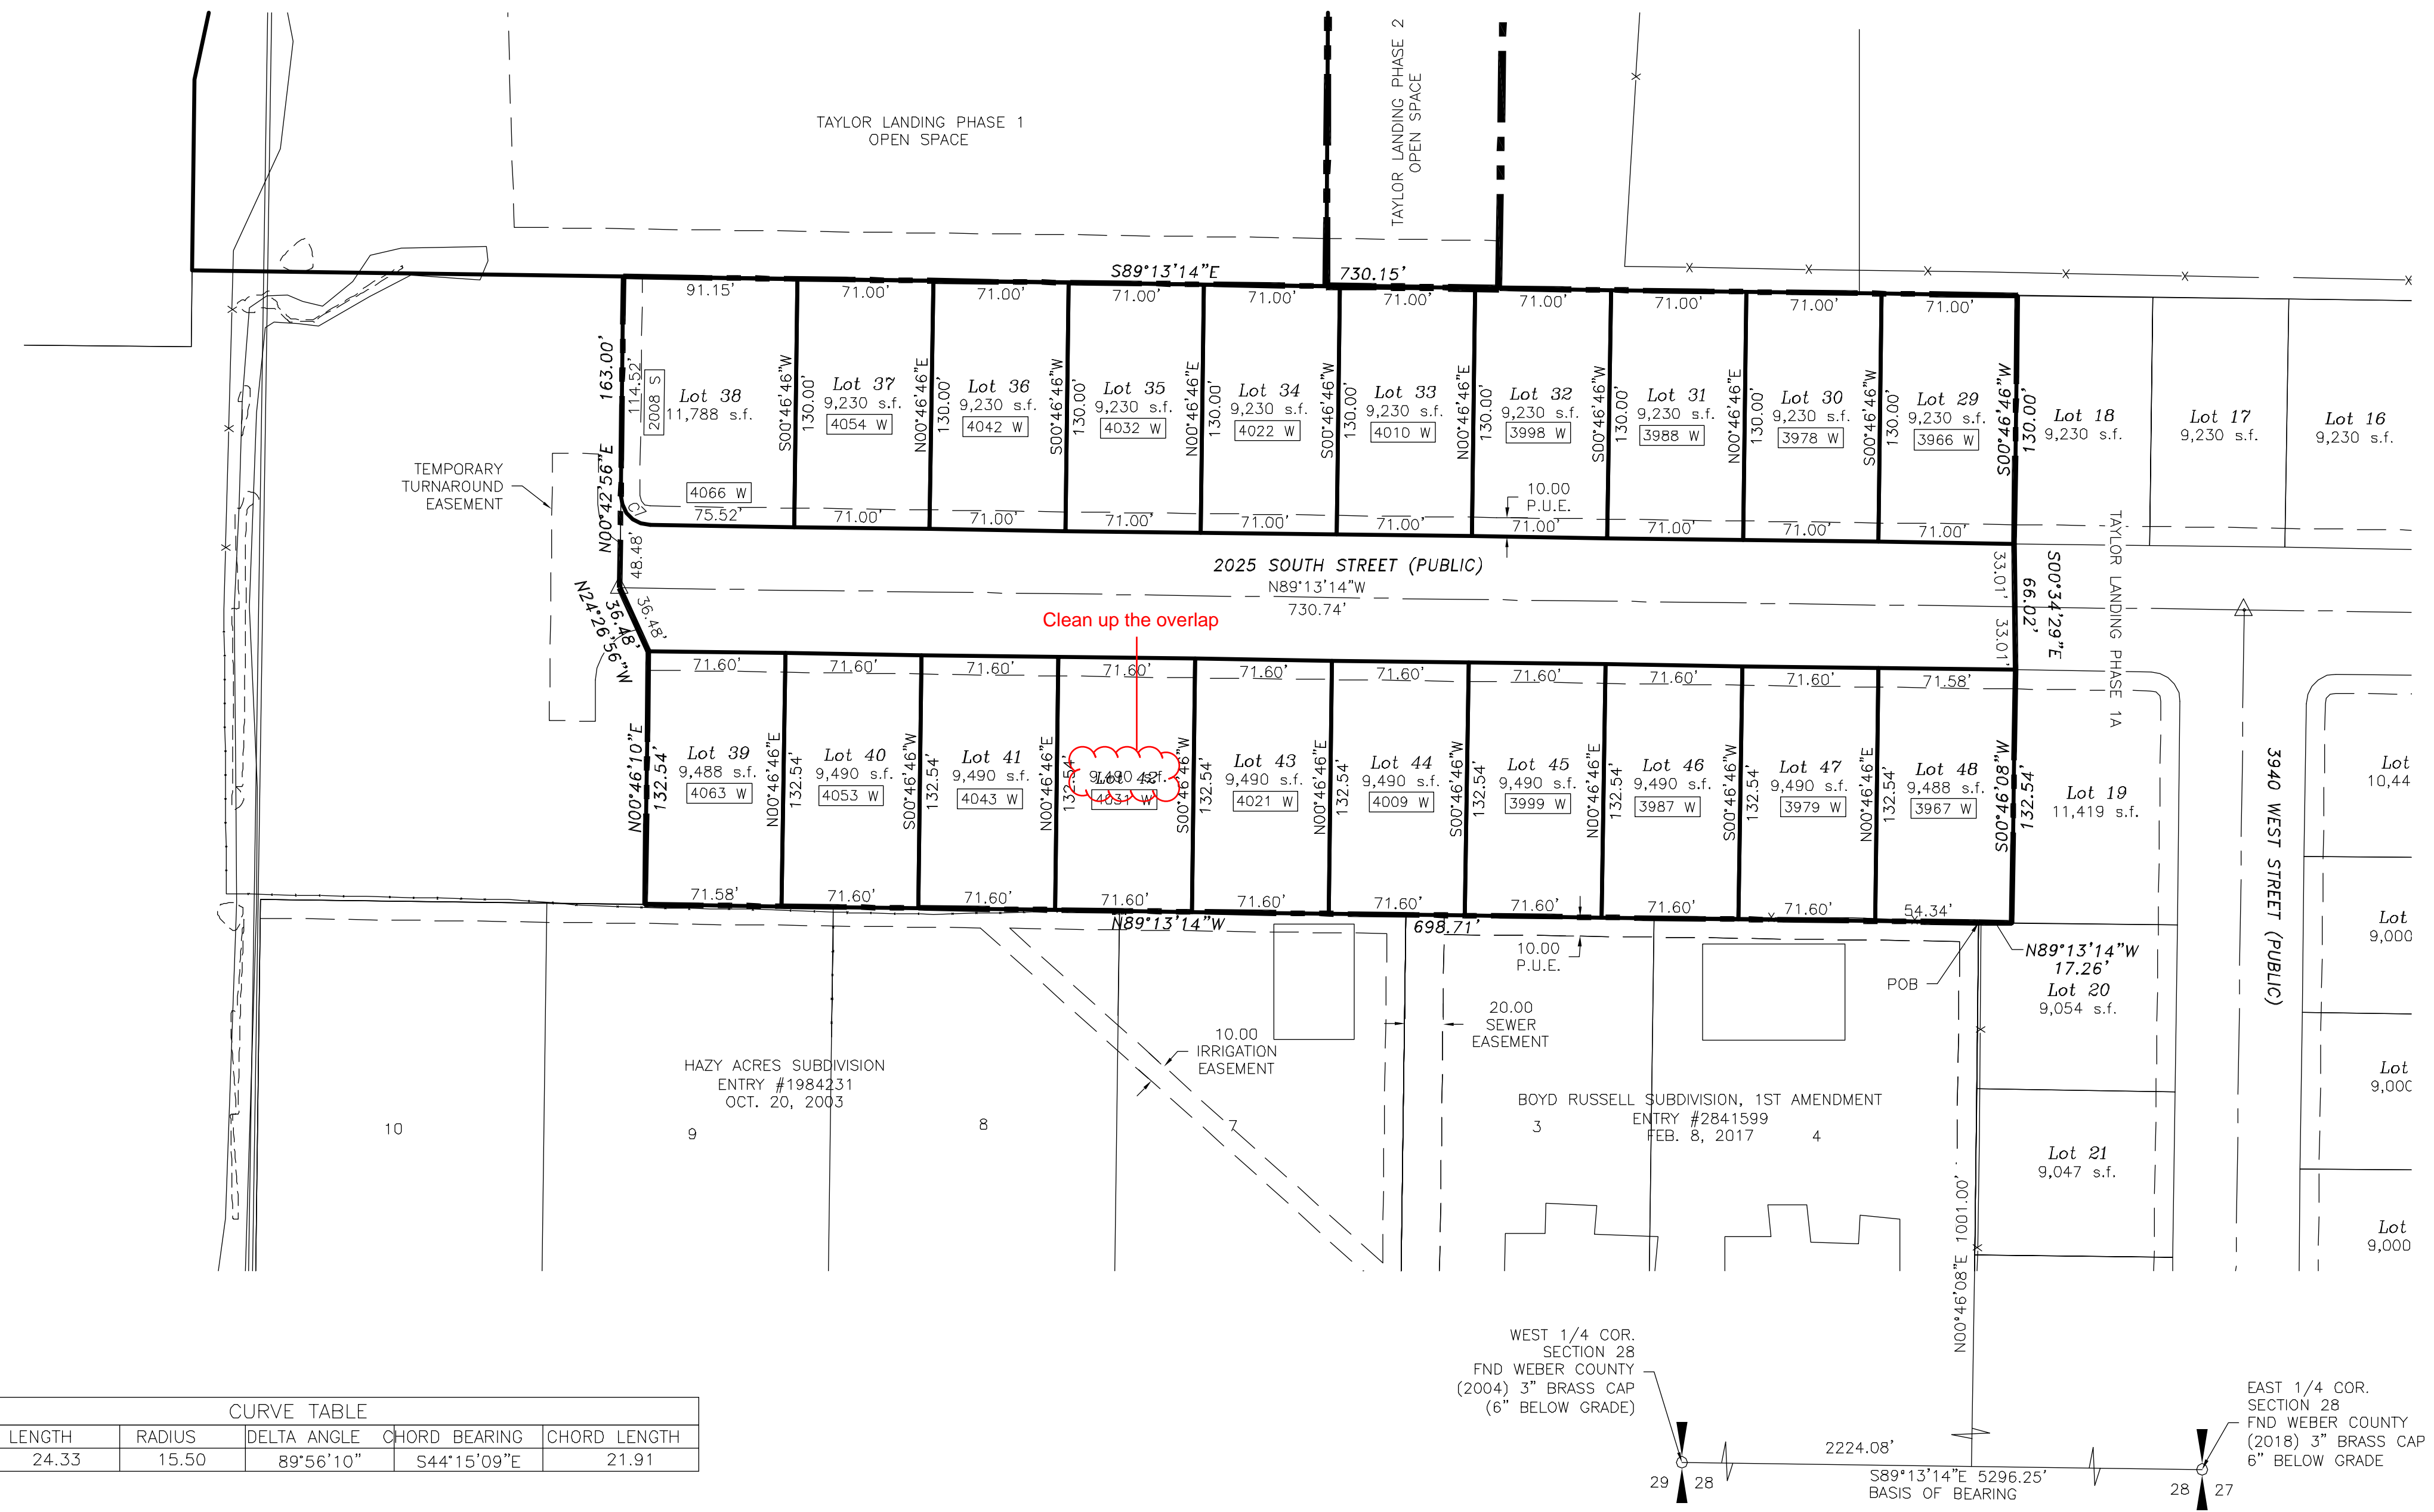 TAYLOR LANDING PHASE 1
OPEN SPACE
TAYLOR LANDING PHASE 2
OPEN SPACE
S89°13'14"E 730.15'
91.15'
71.00'
71.00'
71.00'
71.00'
71.00'
71.00'
71.00'
71.00'
71.00'
163.00'
N00°42'56"E
114.52'
2008 S
Lot 38
11,788 s.f.
4066 W
75.52'
C7
S00°46'46"W
130.00'
Lot 37
9,230 s.f.
4054 W
71.00'
N00°46'46"E
130.00'
Lot 36
9,230 s.f.
4042 W
71.00'
S00°46'46"W
130.00'
Lot 35
9,230 s.f.
4032 W
71.00'
N00°46'46"E
130.00'
Lot 34
9,230 s.f.
4022 W
71.00'
S00°46'46"W
130.00'
Lot 33
9,230 s.f.
4010 W
71.00'
N00°46'46"E
130.00'
Lot 32
9,230 s.f.
3998 W
10.00
P.U.E.
71.00'
S00°46'46"W
130.00'
Lot 31
9,230 s.f.
3988 W
71.00'
N00°46'46"E
130.00'
Lot 30
9,230 s.f.
3978 W
71.00'
S00°46'46"W
130.00'
Lot 29
9,230 s.f.
3966 W
71.00'
S00°46'46"W
130.00'
Lot 18
9,230 s.f.
Lot 17
9,230 s.f.
Lot 16
9,230 s.f.
TEMPORARY
TURNAROUND
EASEMENT
48.48'
36.48'
36.48'
N24°26'56"W
2025 SOUTH STREET (PUBLIC)
N89°13'14"W
730.74'
33.01'
33.01'
S00°34'29"E
66.02'
TAYLOR LANDING PHASE 1A
Clean up the overlap
71.60'
71.60'
71.60'
71.60'
71.60'
71.60'
71.60'
71.60'
71.60'
71.58'
N00°46'10"E
132.54'
Lot 39
9,488 s.f.
4063 W
N00°46'46"E
132.54'
Lot 40
9,490 s.f.
4053 W
S00°46'46"W
132.54'
Lot 41
9,490 s.f.
4043 W
N00°46'46"E
132.54'
Lot 42
9,490 s.f.
4031 W
S00°46'46"W
132.54'
Lot 43
9,490 s.f.
4021 W
N00°46'46"E
132.54'
Lot 44
9,490 s.f.
4009 W
S00°46'46"W
132.54'
Lot 45
9,490 s.f.
3999 W
N00°46'46"E
132.54'
Lot 46
9,490 s.f.
3987 W
S00°46'46"W
132.54'
Lot 47
9,490 s.f.
3979 W
N00°46'46"E
132.54'
Lot 48
9,488 s.f.
3967 W
S00°46'08"W
132.54'
Lot 19
11,419 s.f.
3940 WEST STREET (PUBLIC)
Lot
10,44
71.58'
71.60'
71.60
71.60'
71.60'
71.60'
71.60'
71.60'
71.60'
54.34'
N89°13'14"W
698.71'
10.00
P.U.E.
N89°13'14"W
17.26'
POB
Lot 20
9,054 s.f.
Lot
9,000
20.00
SEWER
EASEMENT
10.00
IRRIGATION
EASEMENT
HAZY ACRES SUBDIVISION
ENTRY #1984231
OCT. 20, 2003
BOYD RUSSELL SUBDIVISION, 1ST AMENDMENT
ENTRY #2841599
FEB. 8, 2017
10
9
8
7
3
4
Lot 21
9,047 s.f.
Lot
9,000
Lot
9,000
N00°46'08"E 1001.00'
WEST 1/4 COR.
SECTION 28
FND WEBER COUNTY
(2004) 3" BRASS CAP
(6" BELOW GRADE)
EAST 1/4 COR.
SECTION 28
FND WEBER COUNTY
(2018) 3" BRASS CAP
6" BELOW GRADE
2224.08'
S89°13'14"E 5296.25'
BASIS OF BEARING
29 28
28 27
CURVE TABLE
LENGTH RADIUS DELTA ANGLE CHORD BEARING CHORD LENGTH
24.33 15.50 89°56'10" S44°15'09"E 21.91